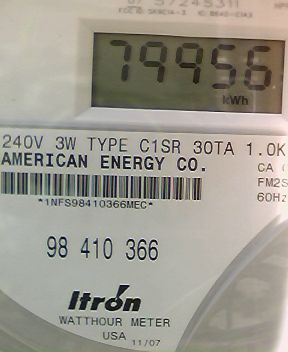 79956
kWh
240V 3W TYPE C1SR 30TA 1.0K
AMERICAN ENERGY CO.
CA
*1NFS98410366MEC*
FM2S
60Hz
98 410 366
Itron
WATTHOUR METER
USA 11/07